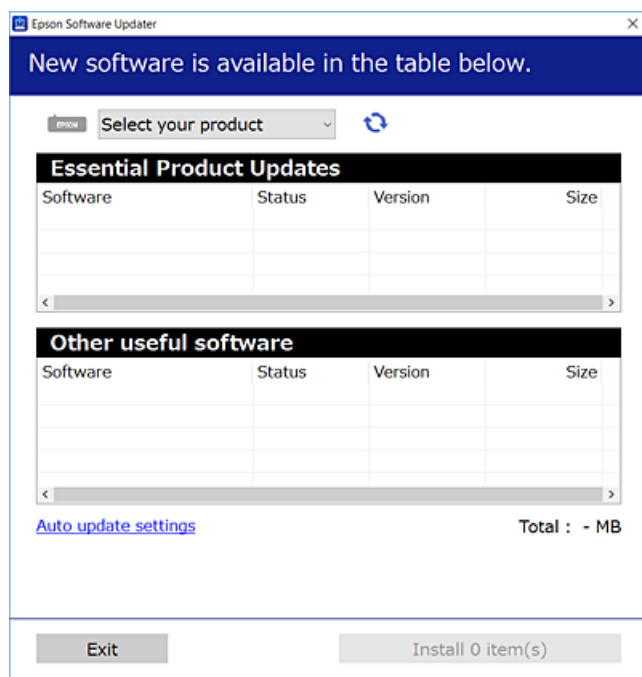 Epson Software Updater
New software is available in the table below.
EPSON Select your product
Essential Product Updates
Software Status Version Size
Other useful software
Software Status Version Size
Auto update settings Total : - MB
Exit Install 0 item(s)